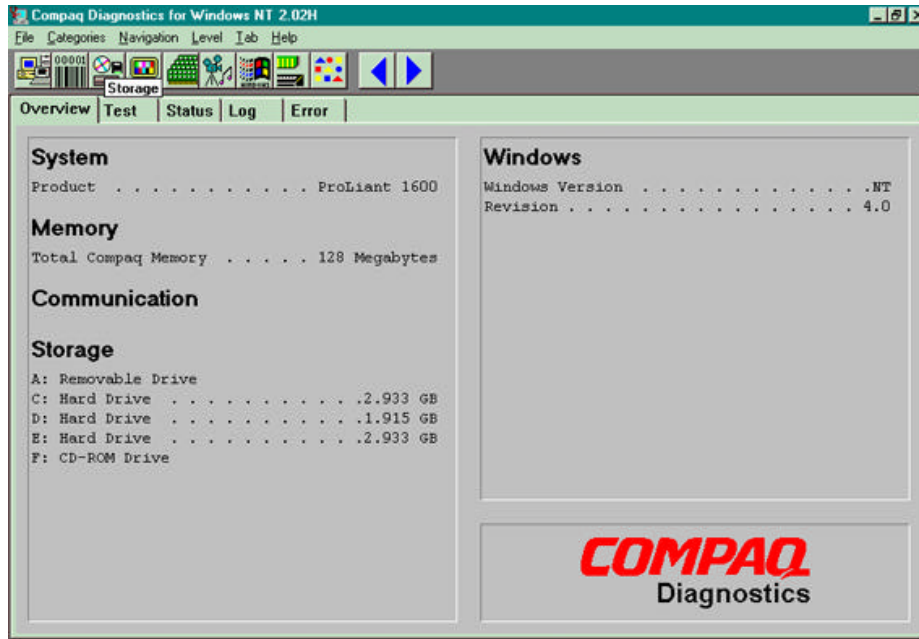 Compaq Diagnostics for Windows NT 2.02H
File Categories Navigation Level Tab Help
00001
Storage
Overview Test Status Log Error
System
Product . . . . . . . . . . . ProLiant 1600
Memory
Total Compaq Memory . . . . . 128 Megabytes
Communication
Storage
A: Removable Drive
C: Hard Drive . . . . . . . . . . .2.933 GB
D: Hard Drive . . . . . . . . . . .1.915 GB
E: Hard Drive . . . . . . . . . . .2.933 GB
F: CD-ROM Drive
Windows
Windows Version . . . . . . . . . . . . .NT
Revision . . . . . . . . . . . . . . . . 4.0
COMPAQ
Diagnostics